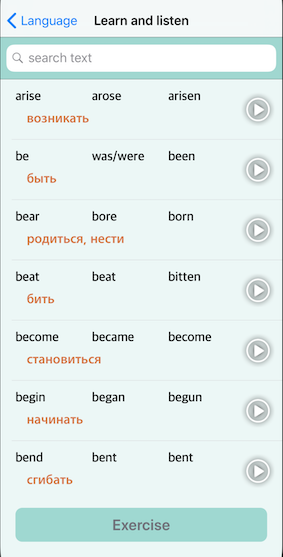 Language Learn and listen
search text
arise arose arisen
возникать
be was/were been
быть
bear bore born
родиться, нести
beat beat bitten
бить
become became become
становиться
begin began begun
начинать
bend bent bent
сгибать
Exercise